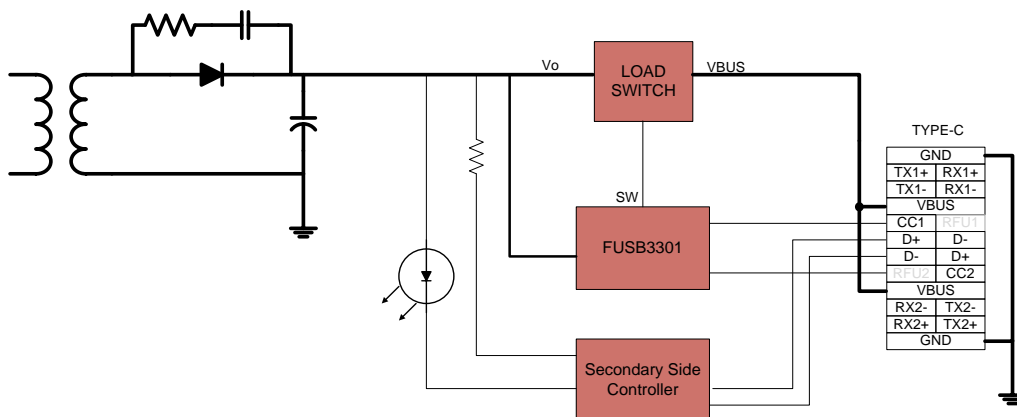 Vo
LOAD
SWITCH
VBUS
SW
FUSB3301
Secondary Side
Controller
TYPE-C
GND
TX1+ RX1+
TX1- RX1-
VBUS
CC1 RFU1
D+ D-
D- D+
RFU2 CC2
VBUS
RX2- TX2-
RX2+ TX2+
GND